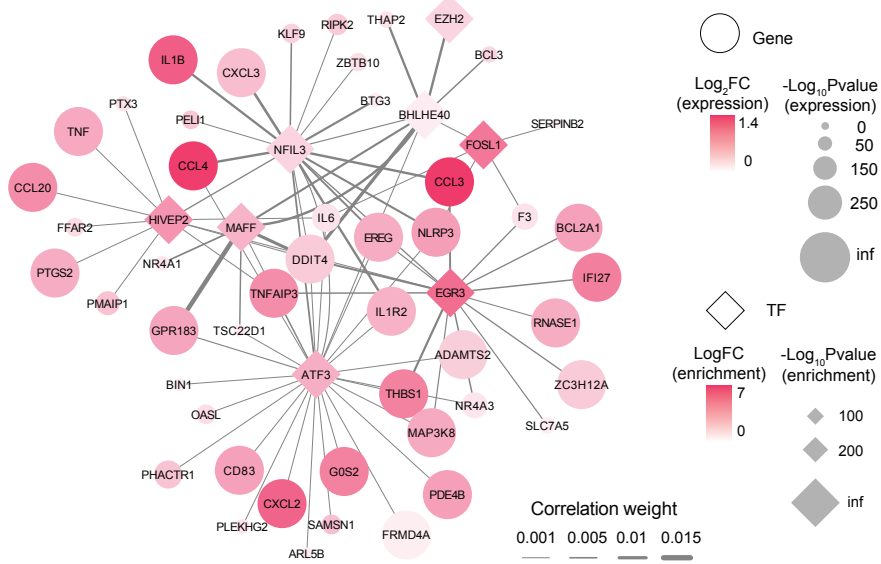 THAP2
EZH2
RIPK2
KLF9
Gene
IL1B
CXCL3
ZBTB10
BCL3
Log2FC
(expression)
-Log10Pvalue
(expression)
1.4
0
0
50
150
250
inf
PTX3
BTG3
BHLHE40
SERPINB2
TNF
PELI1
NFIL3
FOSL1
CCL4
CCL3
CCL20
FFAR2
HIVEP2
MAFF
IL6
F3
BCL2A1
EREG
NLRP3
NR4A1
DDIT4
PTGS2
PMAIP1
TNFAIP3
EGR3
IFI27
TF
GPR183
TSC22D1
IL1R2
RNASE1
ADAMTS2
LogFC
(enrichment)
-Log10Pvalue
(enrichment)
7
0
100
200
inf
BIN1
ATF3
THBS1
NR4A3
ZC3H12A
OASL
SLC7A5
MAP3K8
PHACTR1
CD83
G0S2
PDE4B
CXCL2
PLEKHG2
SAMSN1
FRMD4A
ARL5B
Correlation weight
0.001
0.005
0.01
0.015